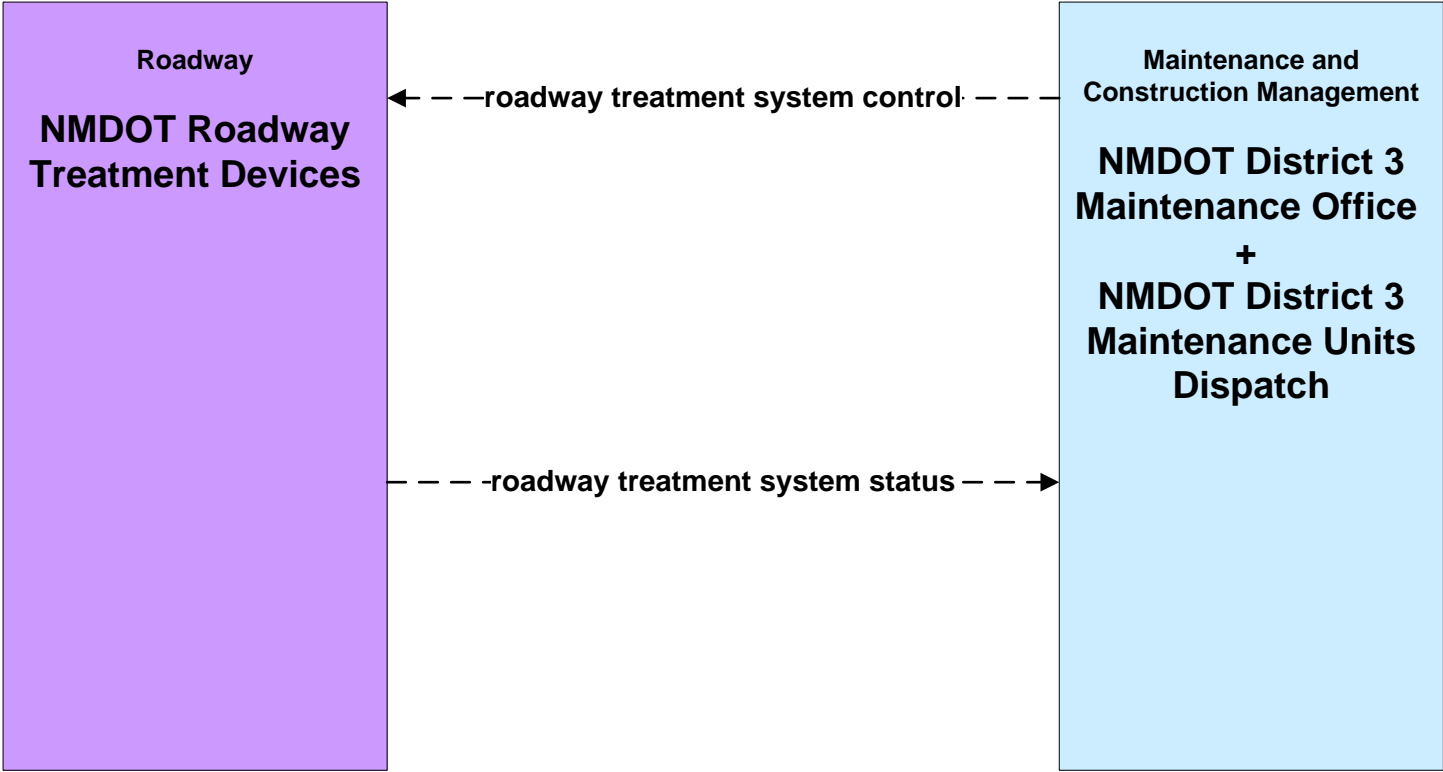 Roadway
NMDOT Roadway
Treatment Devices
roadway treatment system control
roadway treatment system status
Maintenance and
Construction Management
NMDOT District 3
Maintenance Office
+
NMDOT District 3
Maintenance Units
Dispatch